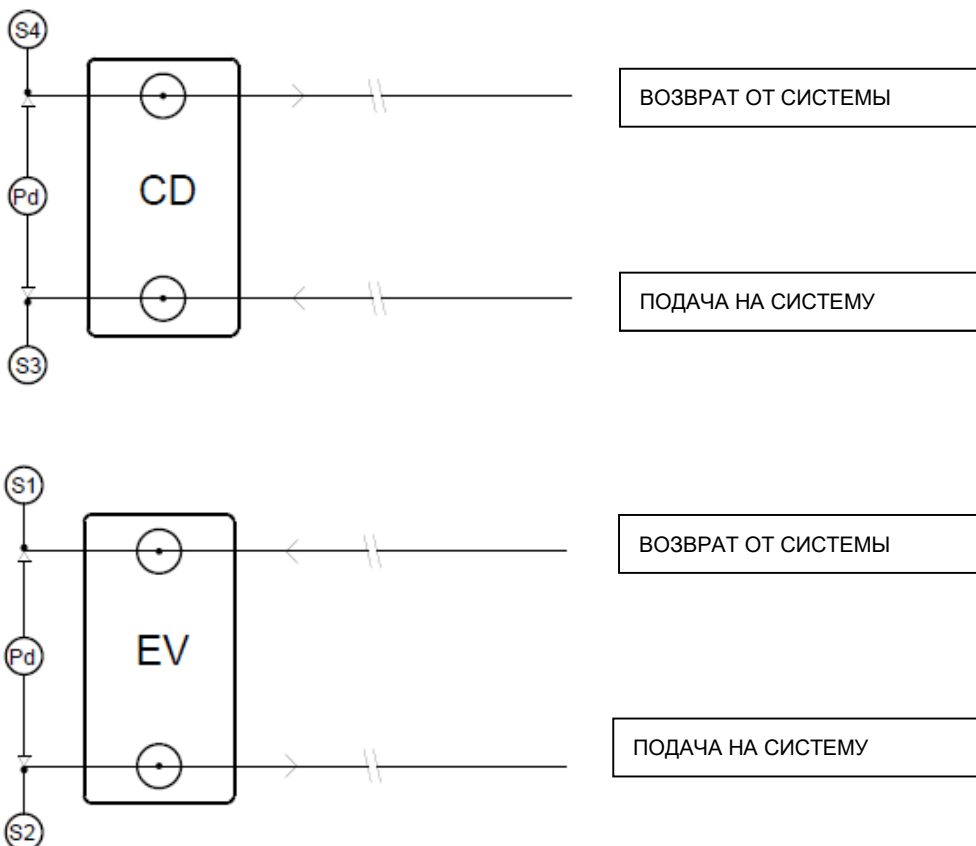 S4
ВОЗВРАТ ОТ СИСТЕМЫ
Pd
CD
ПОДАЧА НА СИСТЕМУ
S3
S1
ВОЗВРАТ ОТ СИСТЕМЫ
Pd
EV
ПОДАЧА НА СИСТЕМУ
S2